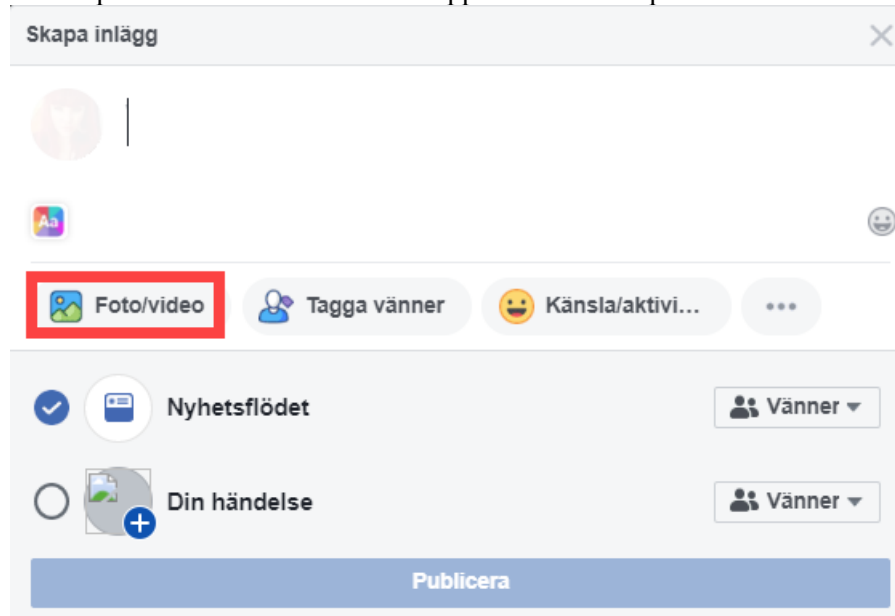 Skapa inlägg
Aa
Foto/video Tagga vänner Känsla/aktivi...
Nyhetsflödet Vänner
Din händelse Vänner
Publicera